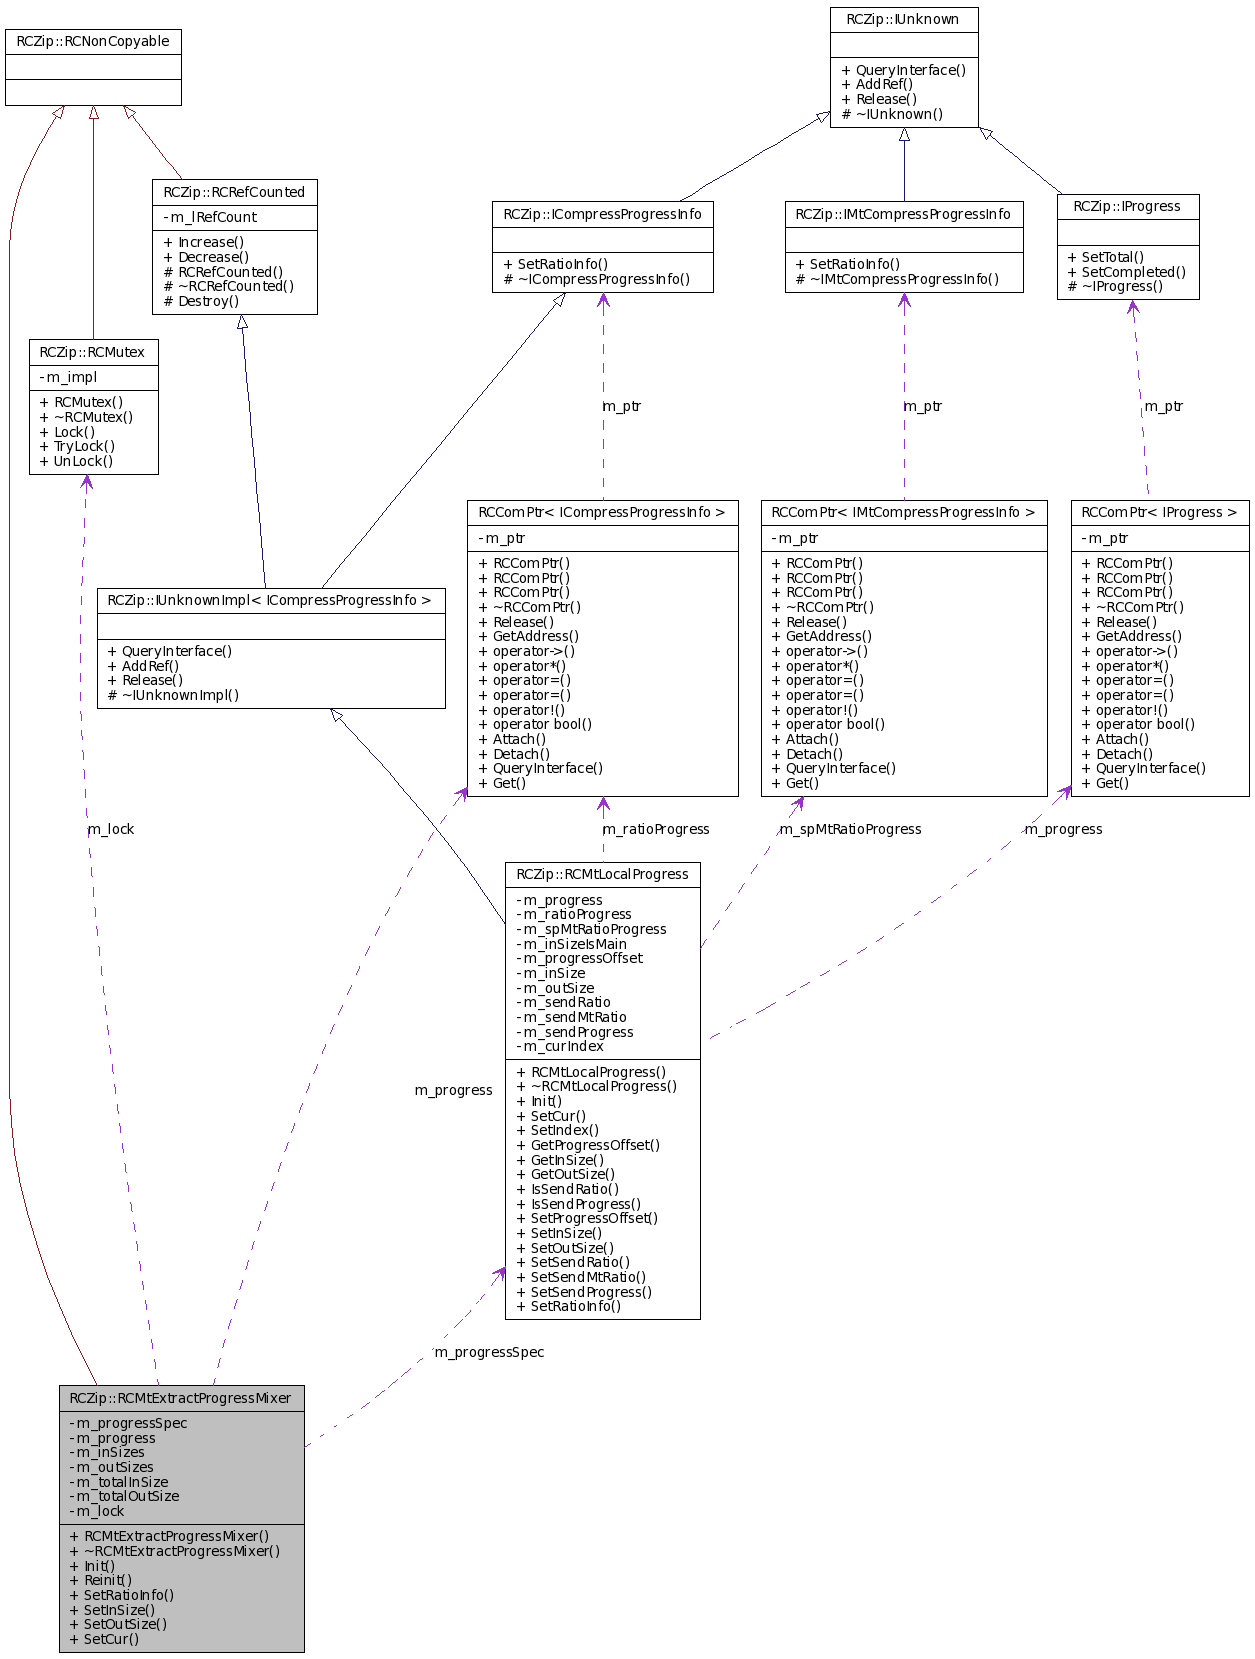 RCZip::RCNonCopyable
RCZip::IUnknown
+ QueryInterface()
+ AddRef()
+ Release()
# ~IUnknown()
RCZip::RCRefCounted
- m_lRefCount
+ Increase()
+ Decrease()
# RCRefCounted()
# ~RCRefCounted()
# Destroy()
RCZip::ICompressProgressInfo
+ SetRatioInfo()
# ~ICompressProgressInfo()
RCZip::IMtCompressProgressInfo
+ SetRatioInfo()
# ~IMtCompressProgressInfo()
RCZip::IProgress
+ SetTotal()
+ SetCompleted()
# ~IProgress()
RCZip::RCMutex
- m_impl
+ RCMutex()
+ ~RCMutex()
+ Lock()
+ TryLock()
+ UnLock()
m_ptr
m_ptr
m_ptr
RCZip::IUnknownImpl< ICompressProgressInfo >
+ QueryInterface()
+ AddRef()
+ Release()
# ~IUnknownImpl()
RCComPtr< ICompressProgressInfo >
- m_ptr
+ RCComPtr()
+ RCComPtr()
+ RCComPtr()
+ ~RCComPtr()
+ Release()
+ GetAddress()
+ operator->()
+ operator*()
+ operator=()
+ operator=()
+ operator!()
+ operator bool()
+ Attach()
+ Detach()
+ QueryInterface()
+ Get()
RCComPtr< IMtCompressProgressInfo >
- m_ptr
+ RCComPtr()
+ RCComPtr()
+ RCComPtr()
+ ~RCComPtr()
+ Release()
+ GetAddress()
+ operator->()
+ operator*()
+ operator=()
+ operator=()
+ operator!()
+ operator bool()
+ Attach()
+ Detach()
+ QueryInterface()
+ Get()
RCComPtr< IProgress >
- m_ptr
+ RCComPtr()
+ RCComPtr()
+ RCComPtr()
+ ~RCComPtr()
+ Release()
+ GetAddress()
+ operator->()
+ operator*()
+ operator=()
+ operator=()
+ operator!()
+ operator bool()
+ Attach()
+ Detach()
+ QueryInterface()
+ Get()
m_lock
m_ratioProgress
m_spMtRatioProgress
m_progress
RCZip::RCMtLocalProgress
- m_progress
- m_ratioProgress
- m_spMtRatioProgress
- m_inSizeIsMain
- m_progressOffset
- m_inSize
- m_outSize
- m_sendRatio
- m_sendMtRatio
- m_sendProgress
- m_curIndex
+ RCMtLocalProgress()
+ ~RCMtLocalProgress()
+ Init()
+ SetCur()
+ SetIndex()
+ GetProgressOffset()
+ GetInSize()
+ GetOutSize()
+ IsSendRatio()
+ IsSendProgress()
+ SetProgressOffset()
+ SetInSize()
+ SetOutSize()
+ SetSendRatio()
+ SetSendMtRatio()
+ SetSendProgress()
+ SetRatioInfo()
m_progress
m_progressSpec
RCZip::RCMtExtractProgressMixer
- m_progressSpec
- m_progress
- m_inSizes
- m_outSizes
- m_totalInSize
- m_totalOutSize
- m_lock
+ RCMtExtractProgressMixer()
+ ~RCMtExtractProgressMixer()
+ Init()
+ Reinit()
+ SetRatioInfo()
+ SetInSize()
+ SetOutSize()
+ SetCur()